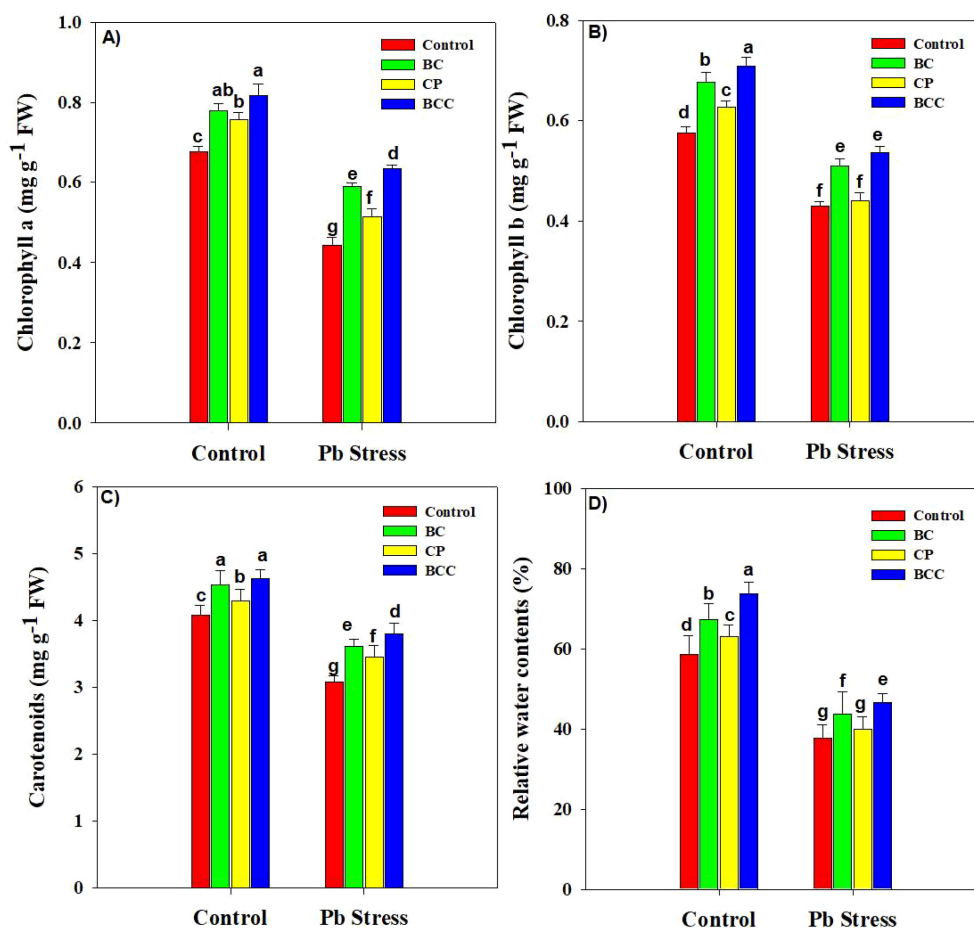 A)
Chlorophyll a (mg g-1 FW)
1.0
0.8
0.6
0.4
0.2
0.0
c
ab
b
a
g
e
f
d
Control
BC
CP
BCC
Control
Pb Stress
B)
Chlorophyll b (mg g-1 FW)
0.8
0.6
0.4
0.2
0.0
d
b
c
a
f
e
f
e
Control
BC
CP
BCC
Control
Pb Stress
C)
Carotenoids (mg g-1 FW)
6
5
4
3
2
1
0
c
a
b
a
g
e
f
d
Control
BC
CP
BCC
Control
Pb Stress
D)
Relative water contents (%)
100
80
60
40
20
0
d
b
c
a
g
f
g
e
Control
BC
CP
BCC
Control
Pb Stress